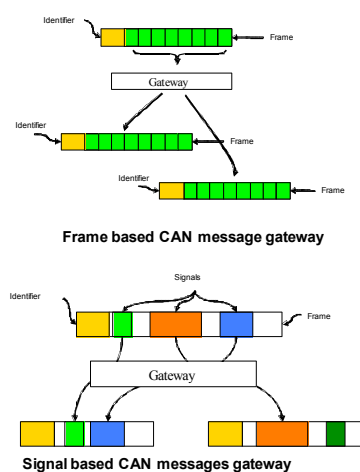 Identifier
Frame
Gateway
Identifier
Frame
Identifier
Frame
Frame based CAN message gateway
Signals
Identifier
Frame
Gateway
Signal based CAN messages gateway